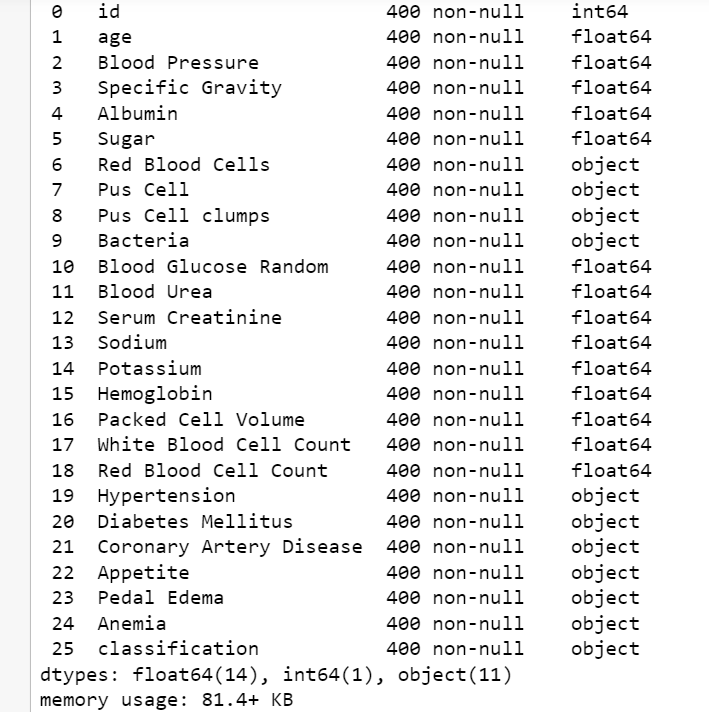 0 id 400 non-null int64
1 age 400 non-null float64
2 Blood Pressure 400 non-null float64
3 Specific Gravity 400 non-null float64
4 Albumin 400 non-null float64
5 Sugar 400 non-null float64
6 Red Blood Cells 400 non-null object
7 Pus Cell 400 non-null object
8 Pus Cell clumps 400 non-null object
9 Bacteria 400 non-null object
10 Blood Glucose Random 400 non-null float64
11 Blood Urea 400 non-null float64
12 Serum Creatinine 400 non-null float64
13 Sodium 400 non-null float64
14 Potassium 400 non-null float64
15 Hemoglobin 400 non-null float64
16 Packed Cell Volume 400 non-null float64
17 White Blood Cell Count 400 non-null float64
18 Red Blood Cell Count 400 non-null float64
19 Hypertension 400 non-null object
20 Diabetes Mellitus 400 non-null object
21 Coronary Artery Disease 400 non-null object
22 Appetite 400 non-null object
23 Pedal Edema 400 non-null object
24 Anemia 400 non-null object
25 classification 400 non-null object
dtypes: float64(14), int64(1), object(11)
memory usage: 81.4+ KB